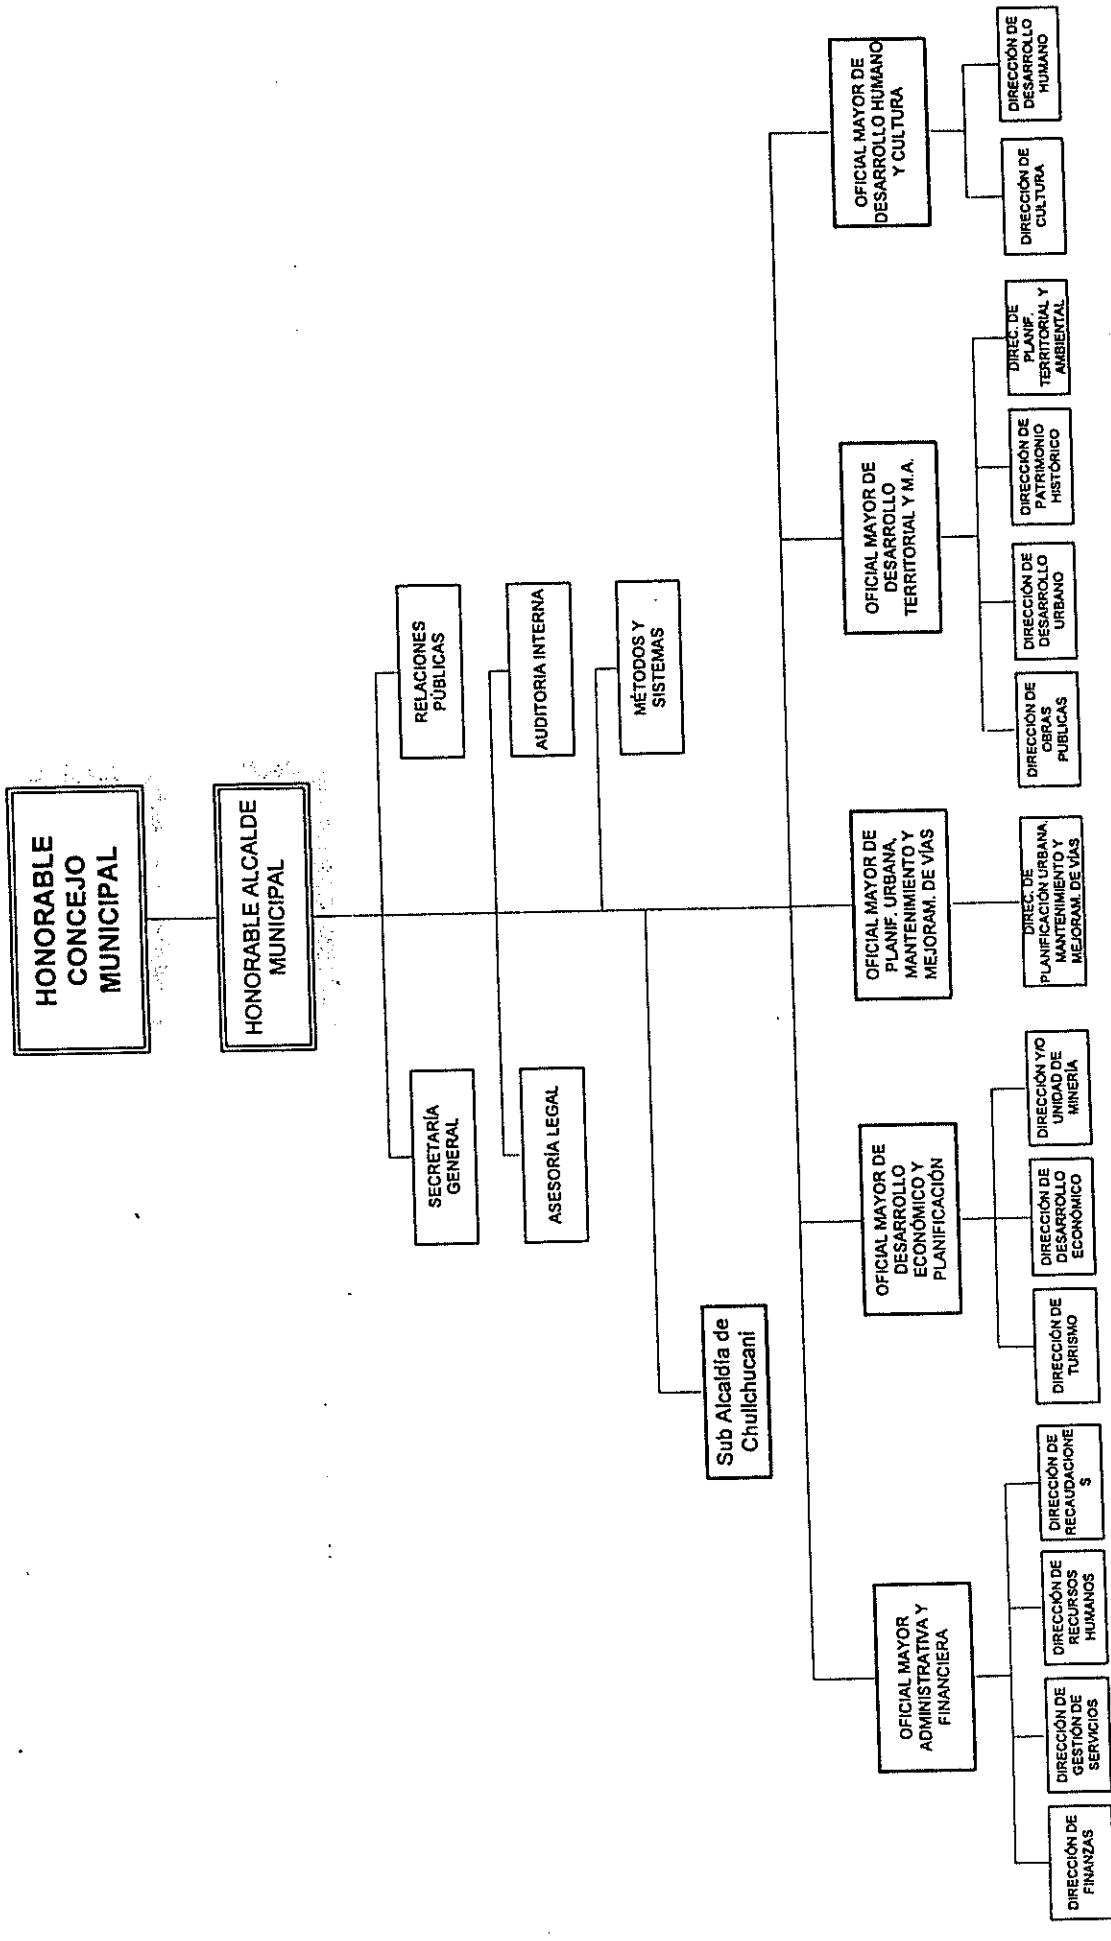 HONORABLE
CONCEJO
MUNICIPAL
HONORABLE ALCALDE
MUNICIPAL
SECRETARÍA
GENERAL
RELACIONES
PÚBLICAS
ASESORÍA LEGAL
AUDITORIA INTERNA
MÉTODOS Y
SISTEMAS
Sub Alcaldía de
Chullchucani
OFICIAL MAYOR
ADMINISTRATIVA Y
FINANCIERA
OFICIAL MAYOR DE
DESARROLLO
ECONÓMICO Y
PLANIFICACIÓN
OFICIAL MAYOR DE
PLANIF. URBANA,
MANTENIMIENTO Y
MEJORAM. DE VÍAS
OFICIAL MAYOR DE
DESARROLLO
TERRITORIAL Y M.A.
OFICIAL MAYOR DE
DESARROLLO HUMANO
Y CULTURA
DIRECCIÓN DE
FINANZAS
DIRECCIÓN DE
GESTIÓN DE
SERVICIOS
DIRECCIÓN DE
RECURSOS
HUMANOS
DIRECCIÓN DE
RECAUDACIONE
S
DIRECCIÓN DE
TURISMO
DIRECCIÓN DE
DESARROLLO
ECONÓMICO
DIRECCIÓN Y/O
UNIDAD DE
MINERÍA
DIREC. DE
PLANIFICACIÓN URBANA,
MANTENIMIENTO Y
MEJORAM. DE VÍAS
DIRECCIÓN DE
OBRAS
PUBLICAS
DIRECCIÓN DE
DESARROLLO
URBANO
DIRECCIÓN DE
PATRIMONIO
HISTÓRICO
DIREC. DE
PLANIF.
TERRITORIAL Y
AMBIENTAL
DIRECCIÓN DE
CULTURA
DIRECCIÓN DE
DESARROLLO
HUMANO